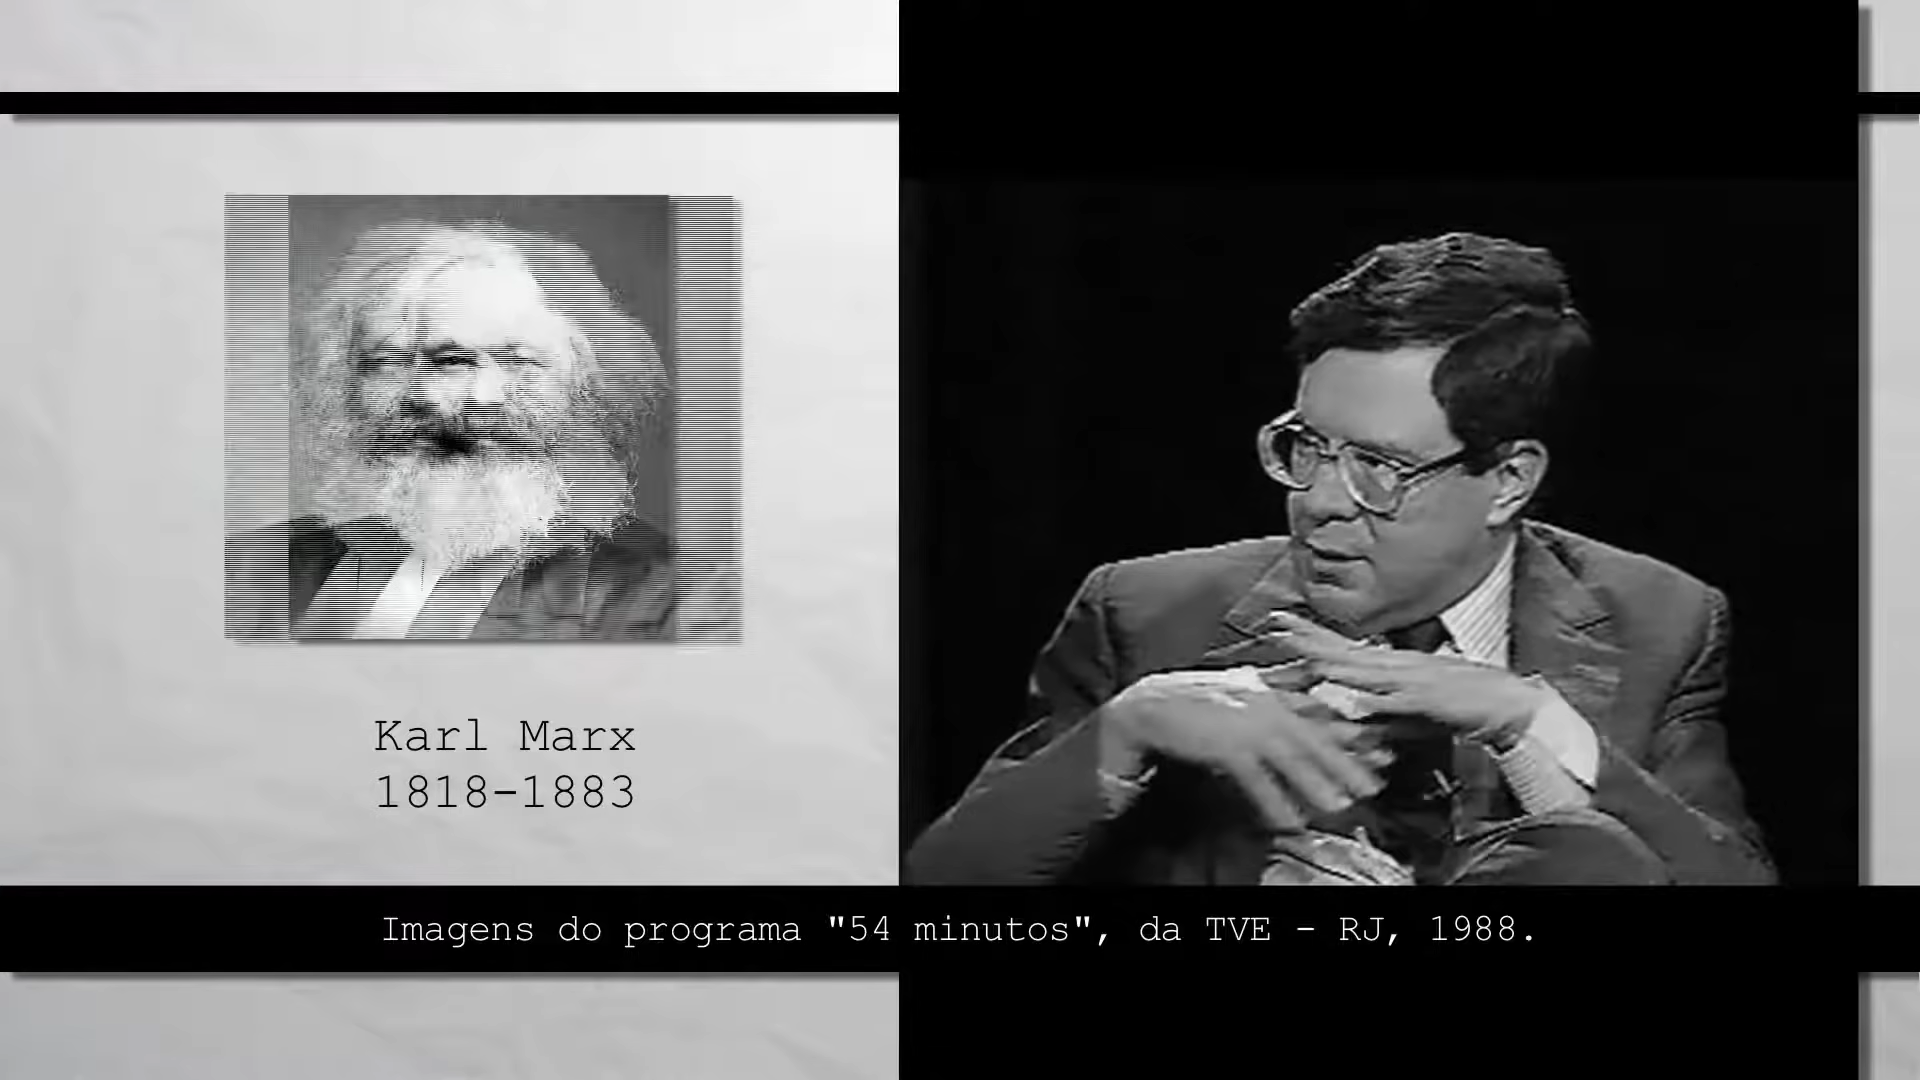 Karl Marx
1818-1883
Imagens do programa "54 minutos", da TVE - RJ, 1988.